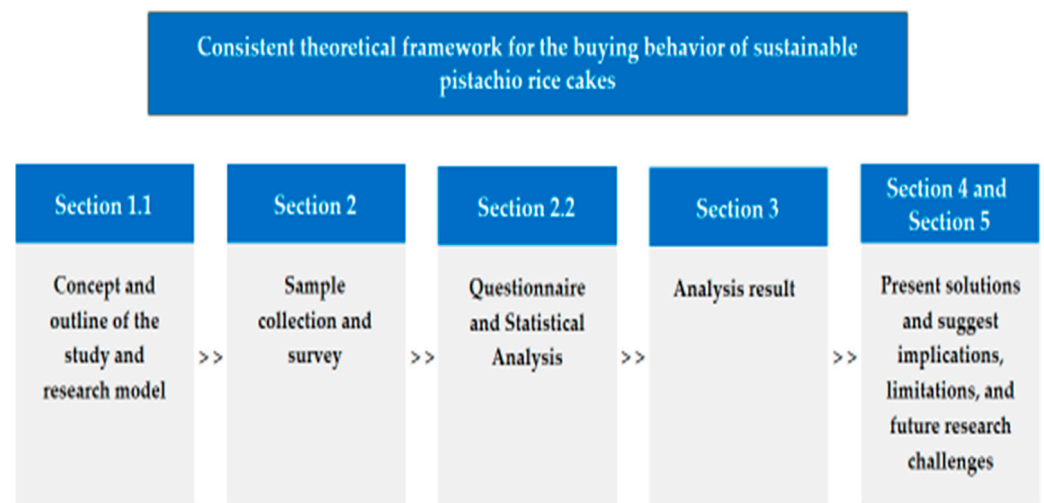 Consistent theoretical framework for the buying behavior of sustainable
pistachio rice cakes
Section 1.1
Concept and
outline of the
study and
research model
>>
Section 2
Sample
collection and
survey
>>
Section 2.2
Questionnaire
and Statistical
Analysis
>>
Section 3
Analysis result
>>
Section 4 and
Section 5
Present solutions
and suggest
implications,
limitations, and
future research
challenges